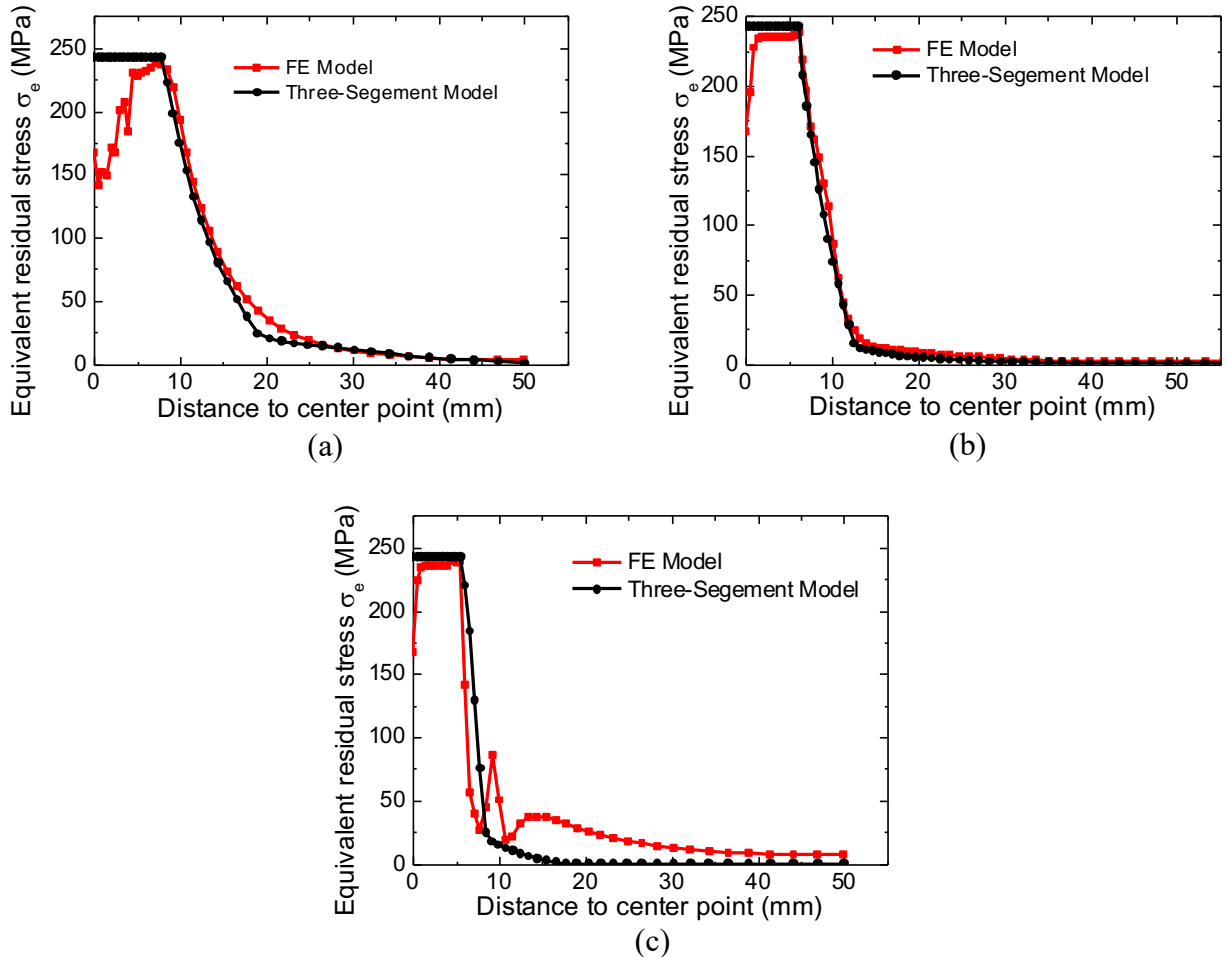 Equivalent residual stress σe (MPa)
250
200
150
100
50
0
FE Model
Three-Segement Model
0 10 20 30 40 50
Distance to center point (mm)
(a)
Equivalent residual stress σe (MPa)
250
200
150
100
50
0
FE Model
Three-Segement Model
0 10 20 30 40 50
Distance to center point (mm)
(b)
Equivalent residual stress σe (MPa)
250
200
150
100
50
0
FE Model
Three-Segement Model
0 10 20 30 40 50
Distance to center point (mm)
(c)